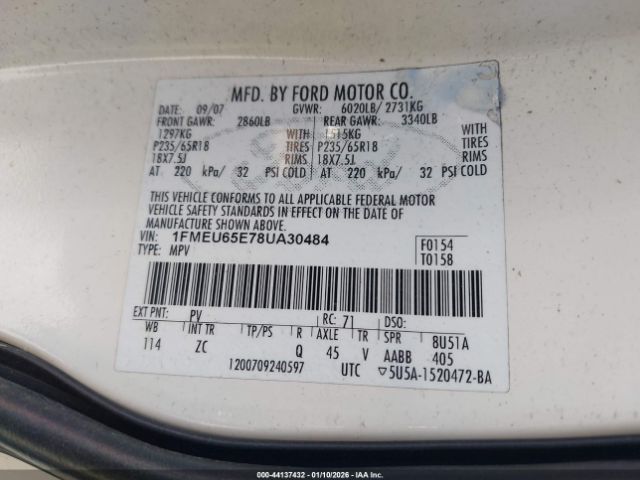 MFD. BY FORD MOTOR CO.
DATE: 09/07 GVWR: 6020LB/ 2731KG
FRONT GAWR: 2860LB REAR GAWR: 3340LB
1297KG WITH 1515KG WITH
P235/65R18 TIRES P235/65R18 TIRES
18X7.5J RIMS 18X7.5J RIMS
AT 220 kPa/ 32 PSI COLD AT 220 kPa/ 32 PSI COLD
THIS VEHICLE CONFORMS TO ALL APPLICABLE FEDERAL MOTOR
VEHICLE SAFETY STANDARDS IN EFFECT ON THE DATE OF
MANUFACTURE SHOWN ABOVE.
VIN: 1FMEU65E78UA30484 F0154
TYPE: MPV T0158
EXT PNT: PV RC: 71 DSO:
WB INT TR TP/PS R AXLE TR SPR 8U51A
114 ZC Q 45 V AABB 405
1200709240597 UTC ▽5U5A-1520472-BA
000-44137432 - 01/10/2026 - IAA Corp.